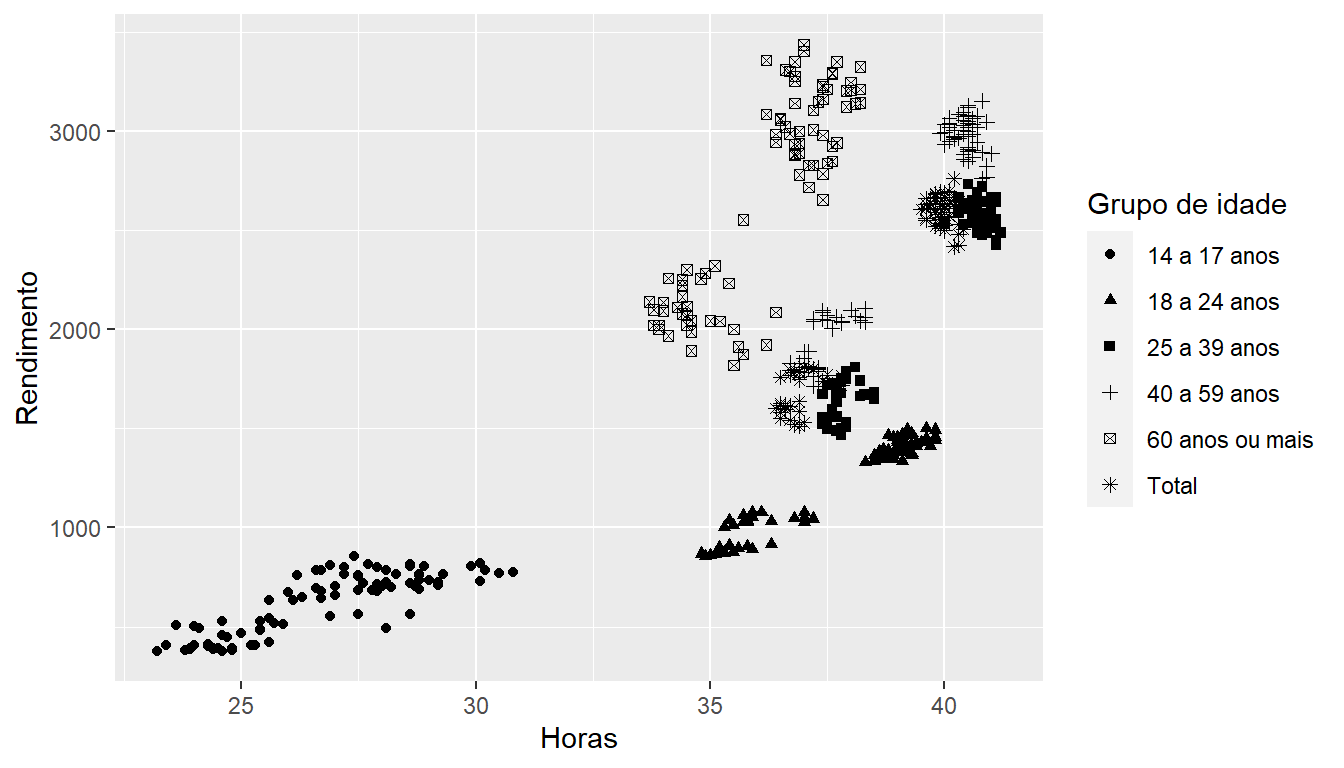 Rendimento
3000
2000
1000
25
30
35
40
Horas
Grupo de idade
14 a 17 anos
18 a 24 anos
25 a 39 anos
40 a 59 anos
60 anos ou mais
Total